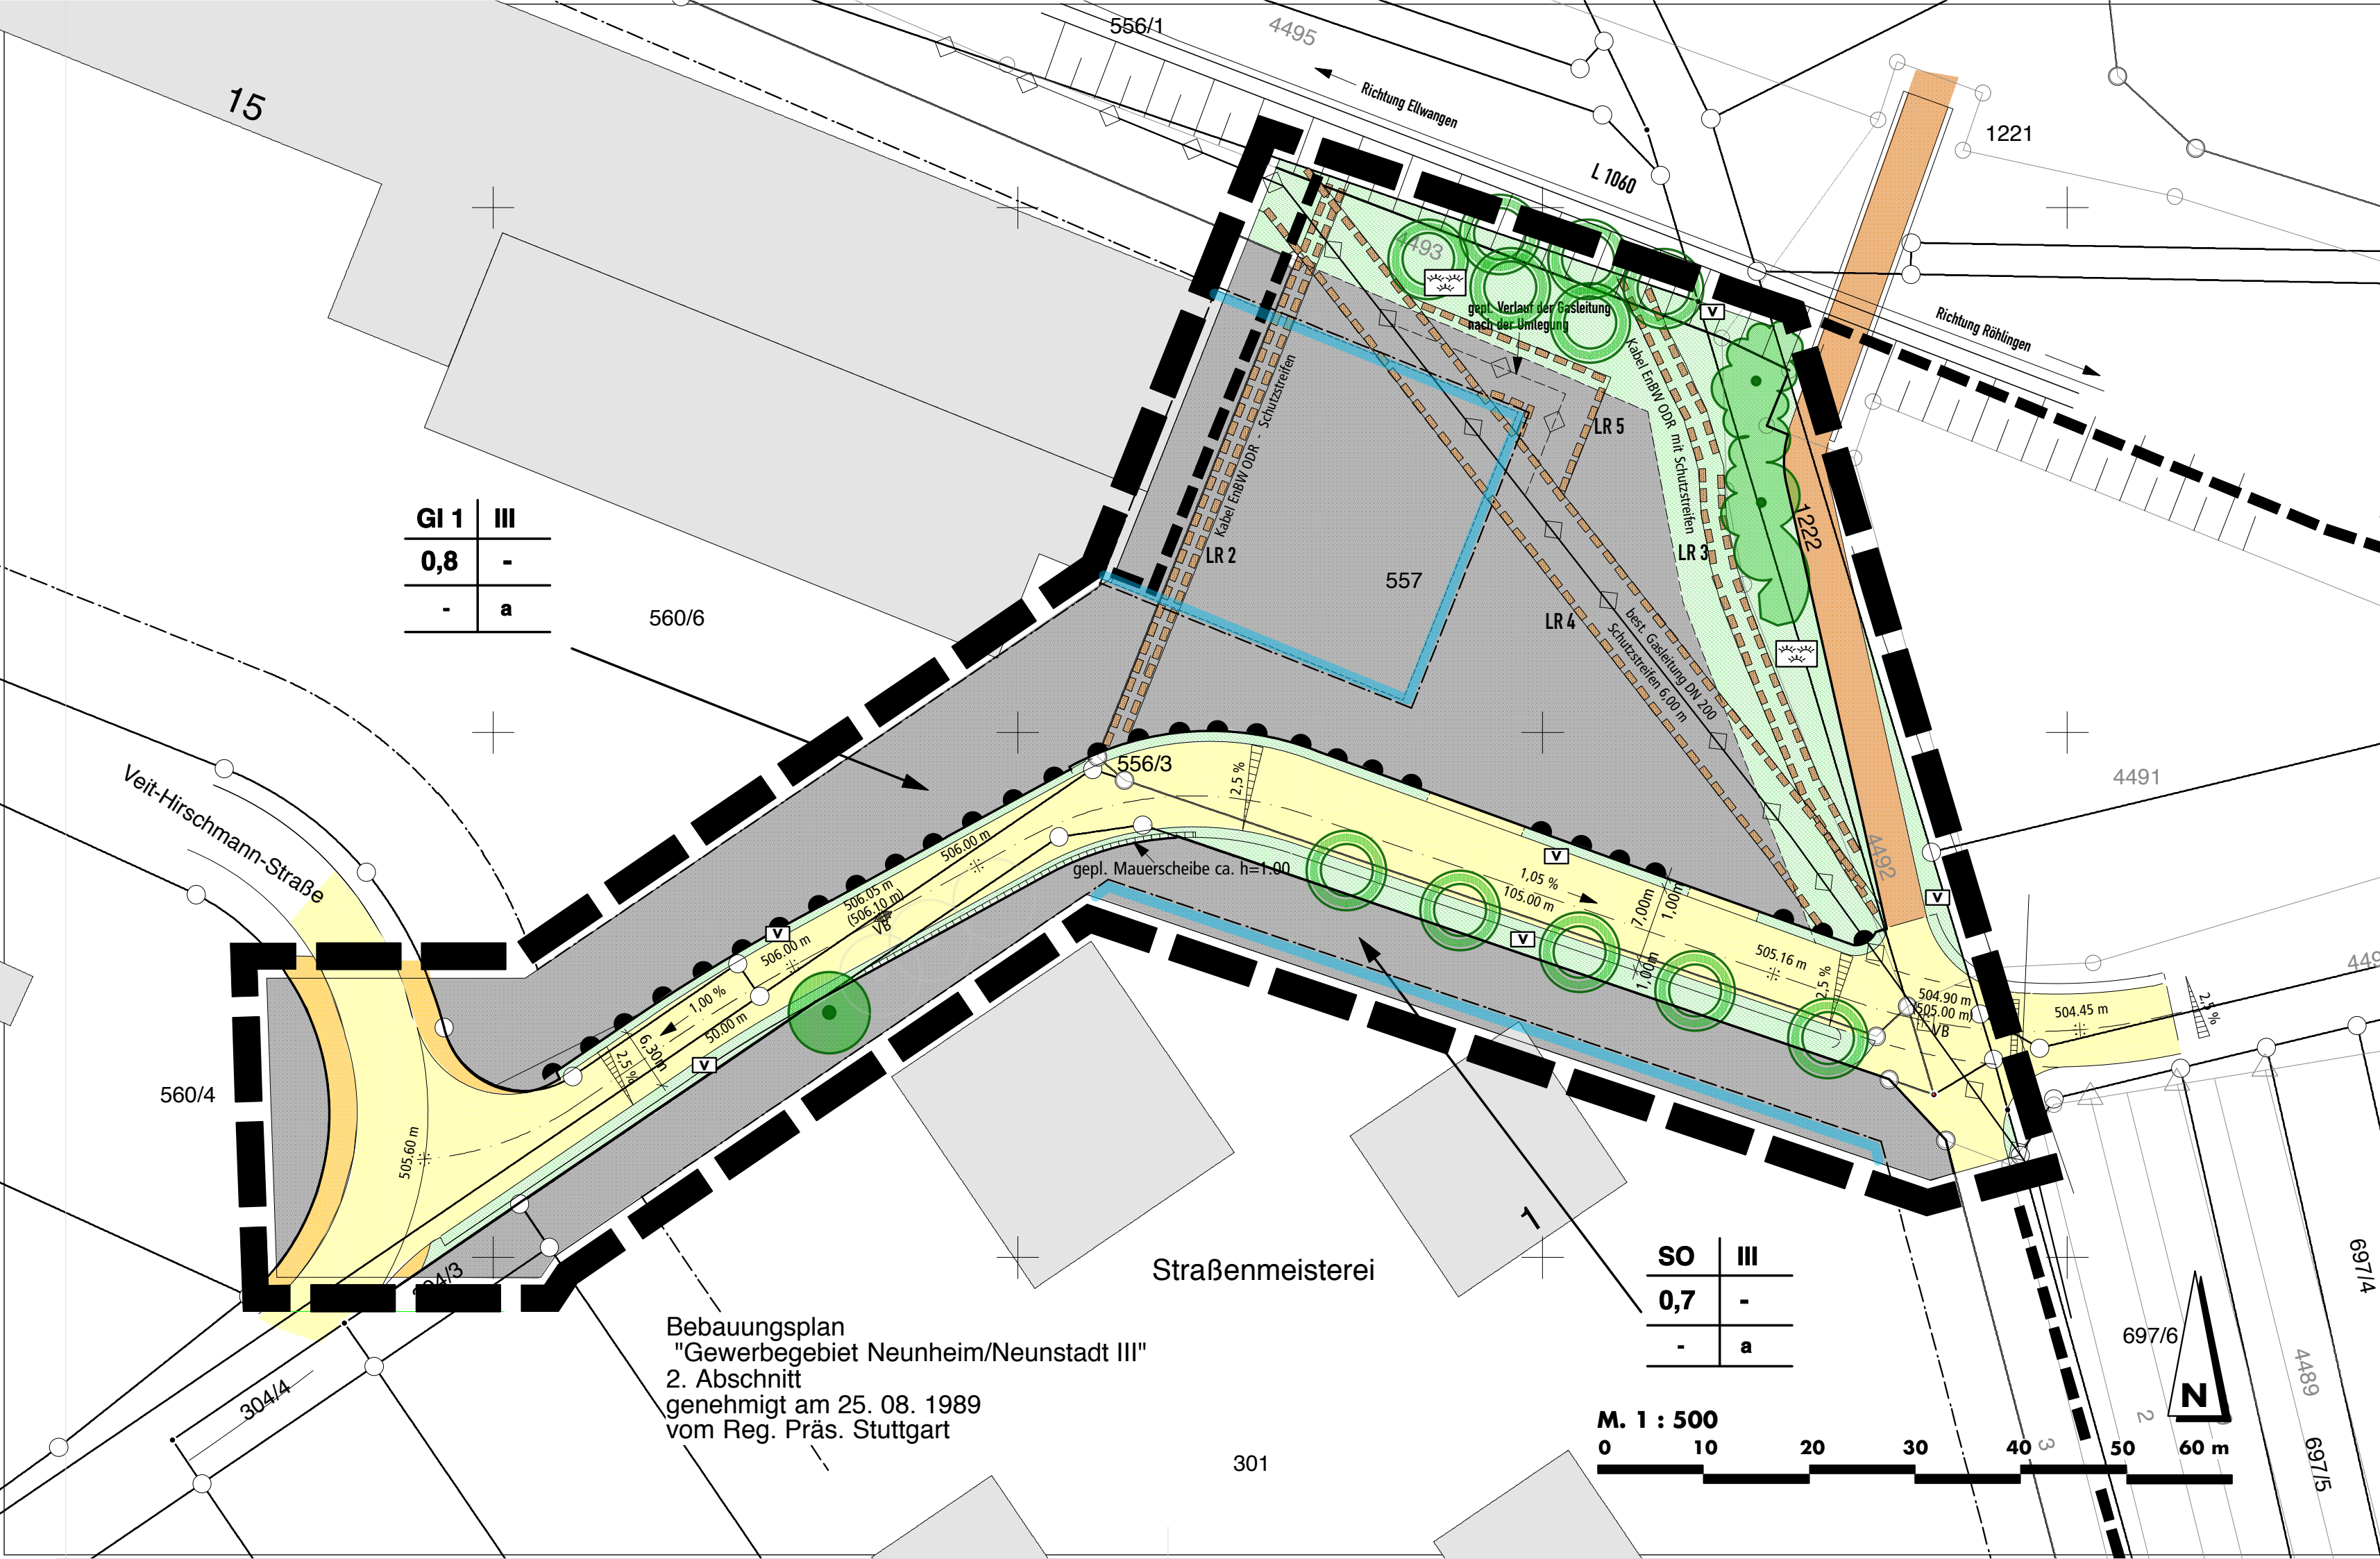 556/1
4495
Richtung Ellwangen
15
1221
L 1060
4493
V
gepl. Verlauf der Gasleitung
nach der Umlegung
Richtung Röhlingen
Kabel EnBW ODR - Schutzstreifen
Kabel EnBW ODR mit Schutzstreifen
LR 5
GI 1 III
0,8 -
- a
560/6
LR 2
LR 3
1222
557
LR 4
best. Gasleitung DN 200
Schutzstreifen 6,00 m
Veit-Hirschmann-Straße
556/3
2,5 %
4491
506.00 m
gepl. Mauerscheibe ca. h=1.00
V
4492
1,05 %
105.00 m
506.05 m
(506.10 m)
VB
7,00m
1,00m
V
V
506.00 m
V
505.16 m
1,00m
2,5 %
1,00 %
50.00 m
504.90 m
(505.00 m)
VB
504.45 m
2,5 %
6,30m
2,5 %
V
560/4
505.60 m
1
Straßenmeisterei
SO III
0,7 -
- a
304/4
Bebauungsplan
"Gewerbegebiet Neunheim/Neunstadt III"
2. Abschnitt
genehmigt am 25. 08. 1989
vom Reg. Präs. Stuttgart
301
697/4
697/6
4489
N
2
3
697/5
M. 1 : 500
0 10 20 30 40 50 60 m